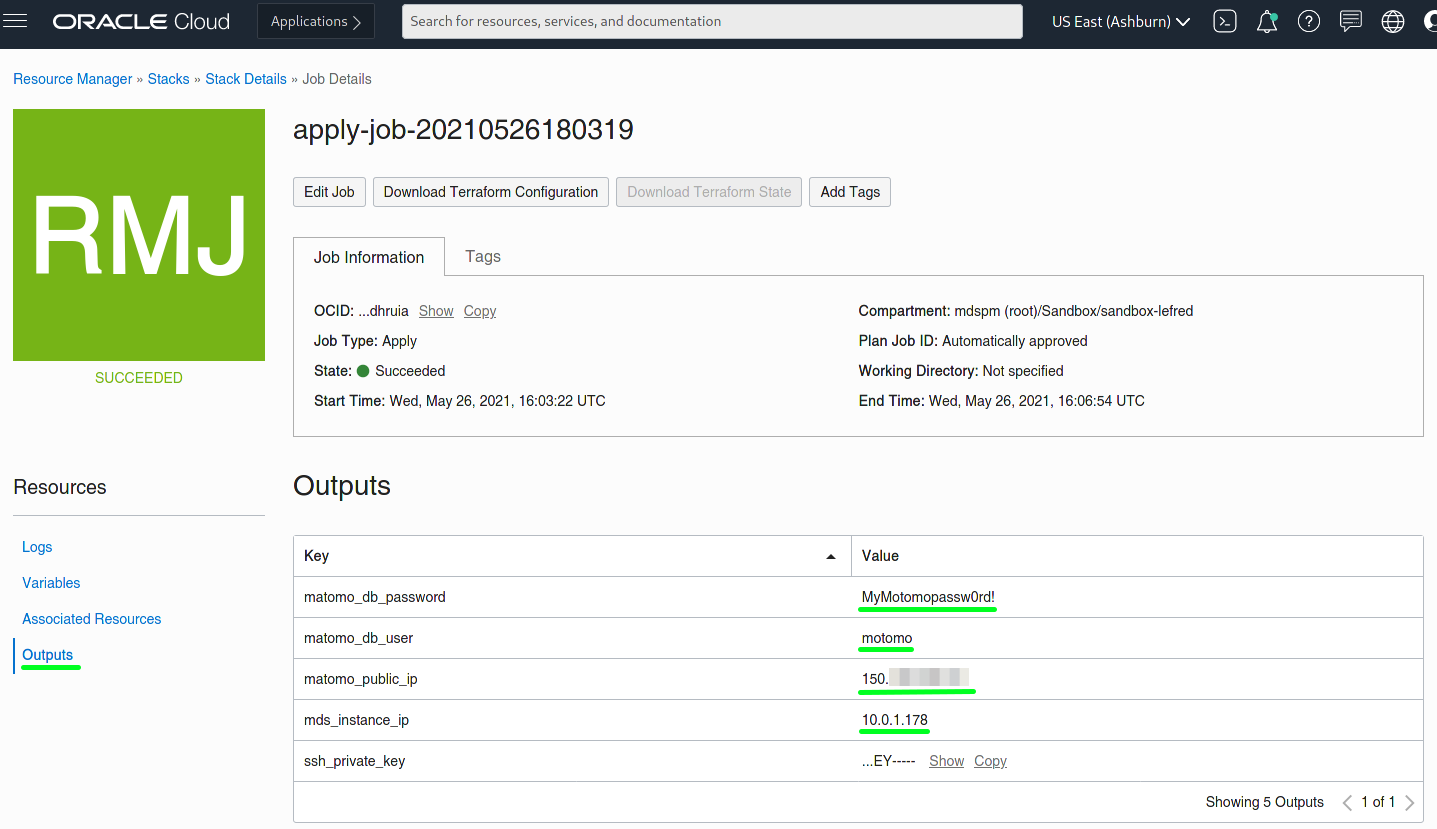 ORACLE Cloud Applications Search for resources, services, and documentation US East (Ashburn)
Resource Manager » Stacks » Stack Details » Job Details
RMJ
SUCCEEDED
apply-job-20210526180319
Edit Job Download Terraform Configuration Download Terraform State Add Tags
Job Information Tags
OCID: ...dhruia Show Copy
Job Type: Apply
State: Succeeded
Start Time: Wed, May 26, 2021, 16:03:22 UTC
Compartment: mdspm (root)/Sandbox/sandbox-lefred
Plan Job ID: Automatically approved
Working Directory: Not specified
End Time: Wed, May 26, 2021, 16:06:54 UTC
Resources
Logs
Variables
Associated Resources
Outputs
Outputs
Key Value
matomo_db_password MyMotomopassw0rd!
matomo_db_user motomo
matomo_public_ip 150.
mds_instance_ip 10.0.1.178
ssh_private_key ...EY----- Show Copy
Showing 5 Outputs 1 of 1